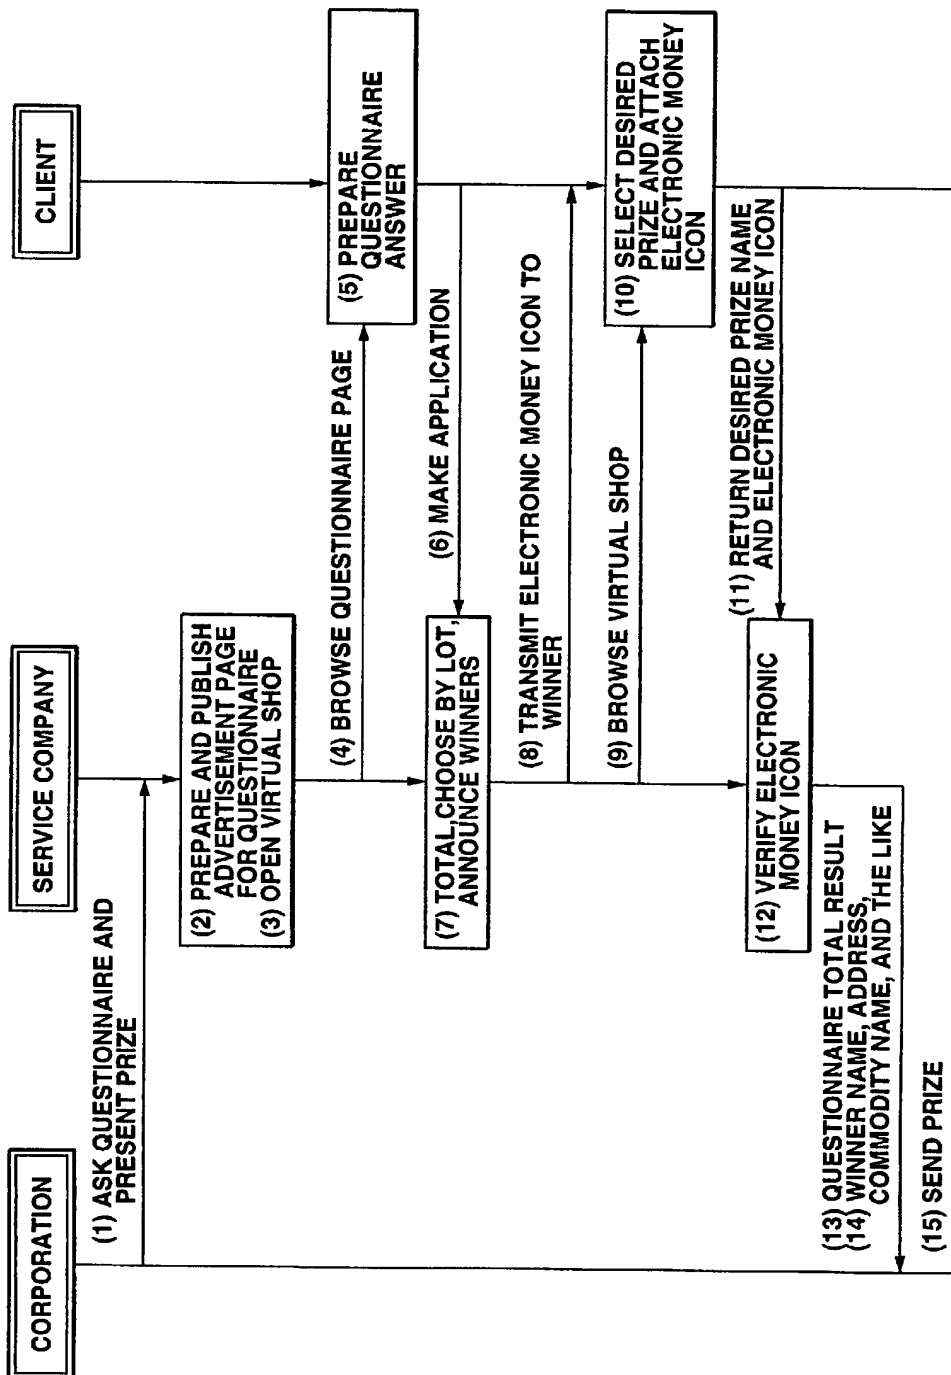 CORPORATION
SERVICE COMPANY
CLIENT
(1) ASK QUESTIONNAIRE AND
PRESENT PRIZE
(2) PREPARE AND PUBLISH
ADVERTISEMENT PAGE
FOR QUESTIONNAIRE
(3) OPEN VIRTUAL SHOP
(4) BROWSE QUESTIONNAIRE PAGE
(5) PREPARE
QUESTIONNAIRE
ANSWER
(6) MAKE APPLICATION
(7) TOTAL,CHOOSE BY LOT,
ANNOUNCE WINNERS
(8) TRANSMIT ELECTRONIC MONEY ICON TO
WINNER
(9) BROWSE VIRTUAL SHOP
(10) SELECT DESIRED
PRIZE AND ATTACH
ELECTRONIC MONEY
ICON
(11) RETURN DESIRED PRIZE NAME
AND ELECTRONIC MONEY ICON
(12) VERIFY ELECTRONIC
MONEY ICON
(13) QUESTIONNAIRE TOTAL RESULT
(14) WINNER NAME, ADDRESS,
COMMODITY NAME, AND THE LIKE
(15) SEND PRIZE